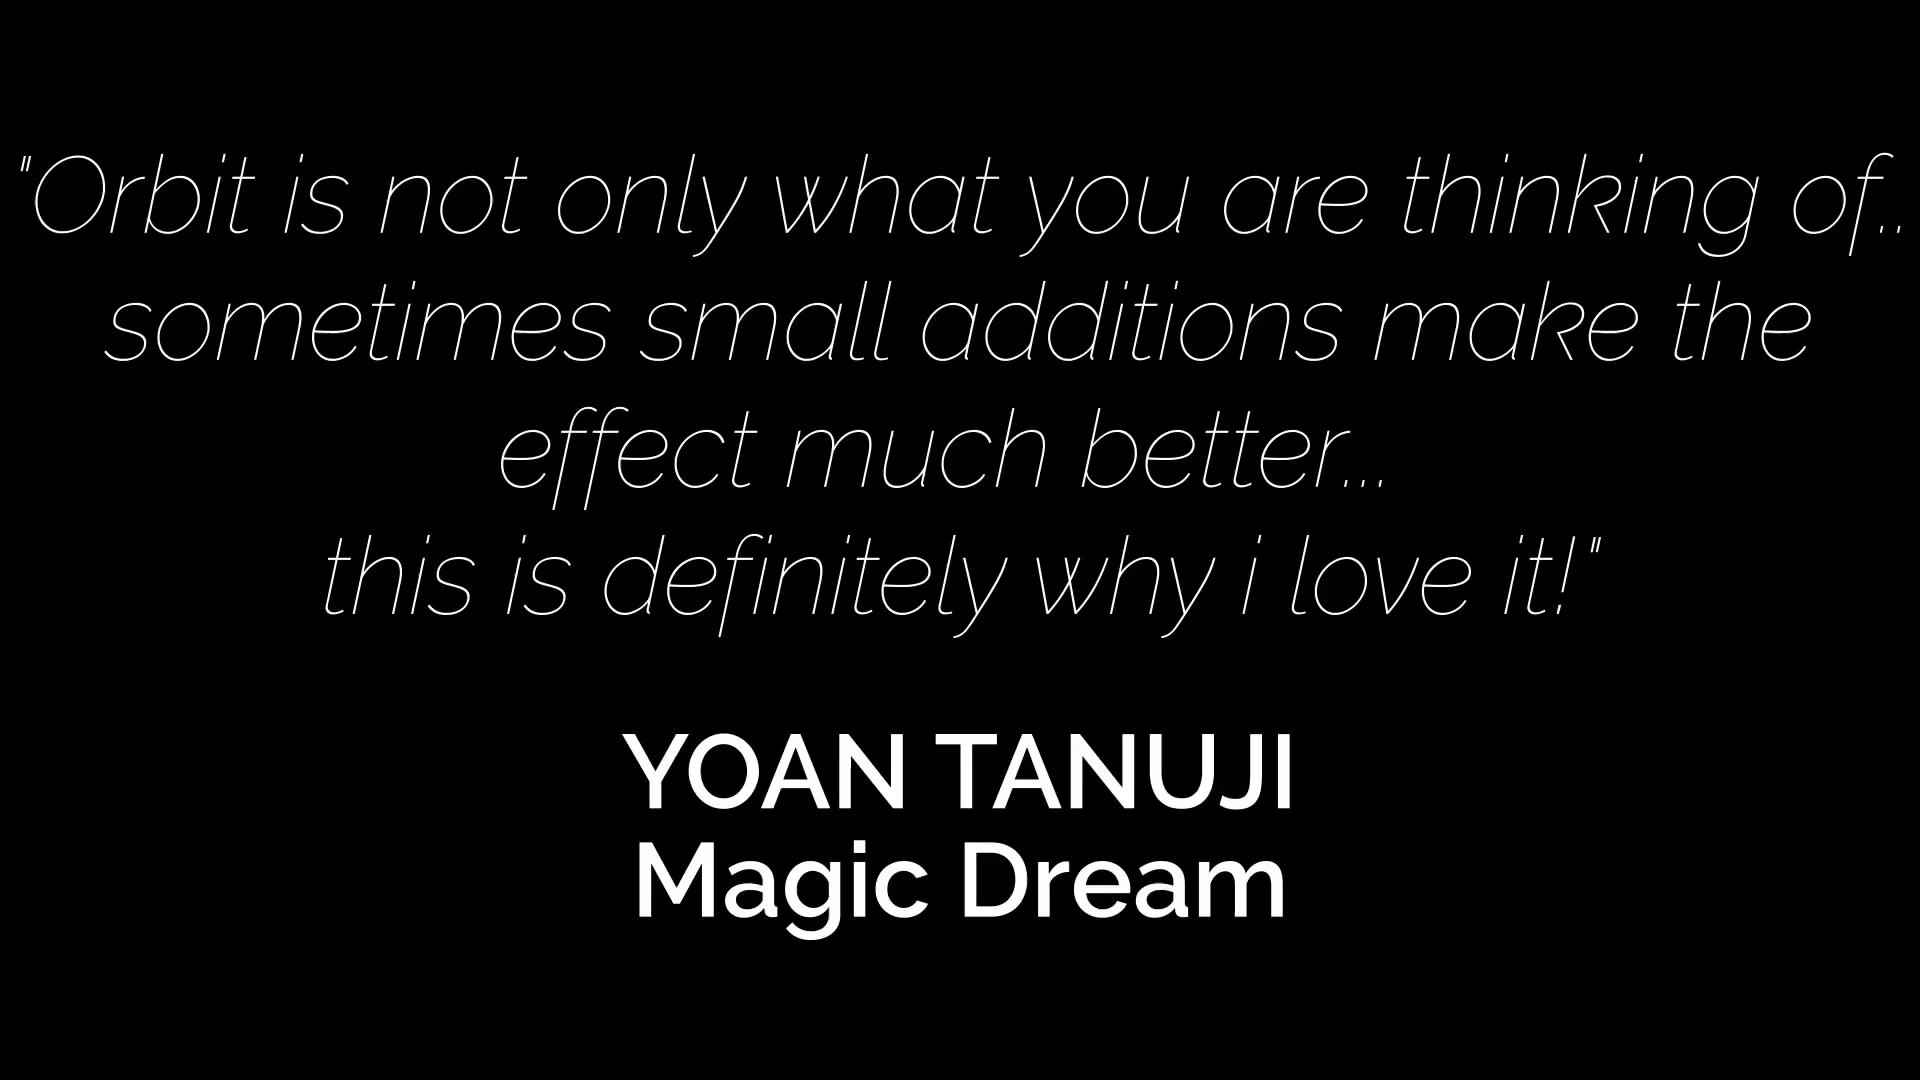 "Orbit is not only what you are thinking of..
sometimes small additions make the
effect much better...
this is definitely why i love it!"
YOAN TANUJI
Magic Dream